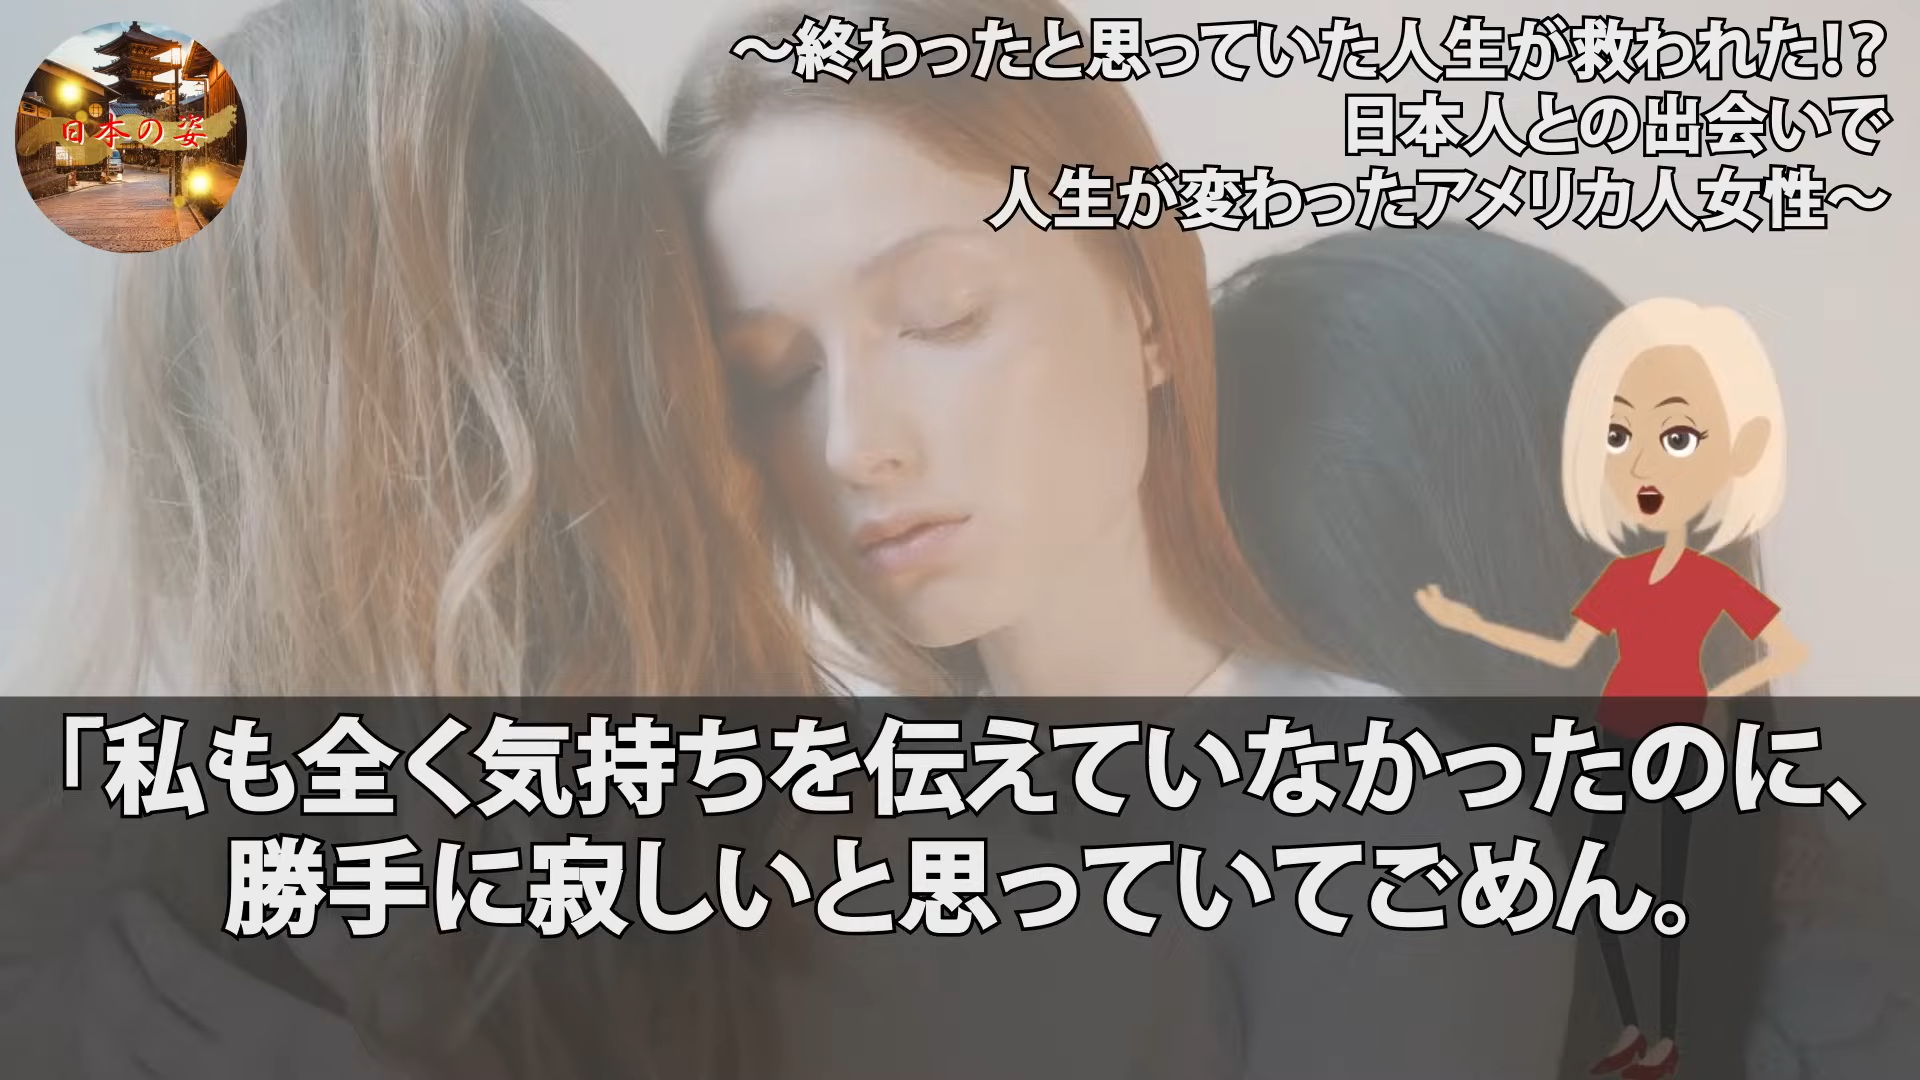 日本の姿
〜終わったと思っていた人生が救われた!?
日本人との出会いで
人生が変わったアメリカ人女性〜
「私も全く気持ちを伝えていなかったのに、
勝手に寂しいと思っていてごめん。